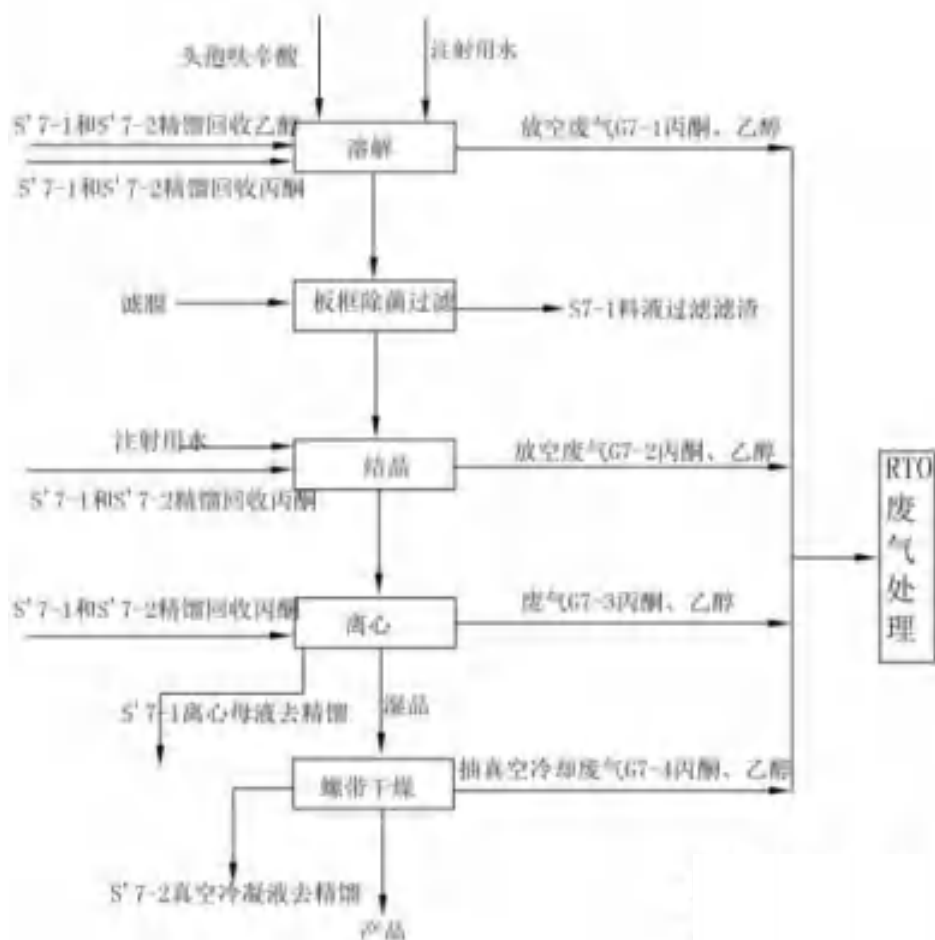 头孢呋辛酸
注射用水
S'7-1和S'7-2精馏回收乙醇
溶解
放空废气G7-1丙酮、乙醇
S'7-1和S'7-2精馏回收丙酮
滤膜
板框除菌过滤
S7-1料液过滤滤渣
注射用水
结晶
放空废气G7-2丙酮、乙醇
S'7-1和S'7-2精馏回收丙酮
RTO
废
气
处
理
S'7-1和S'7-2精馏回收丙酮
离心
废气G7-3丙酮、乙醇
S'7-1离心母液去精馏
湿品
螺带干燥
抽真空冷却废气G7-4丙酮、乙醇
S'7-2真空冷凝液去精馏
产品